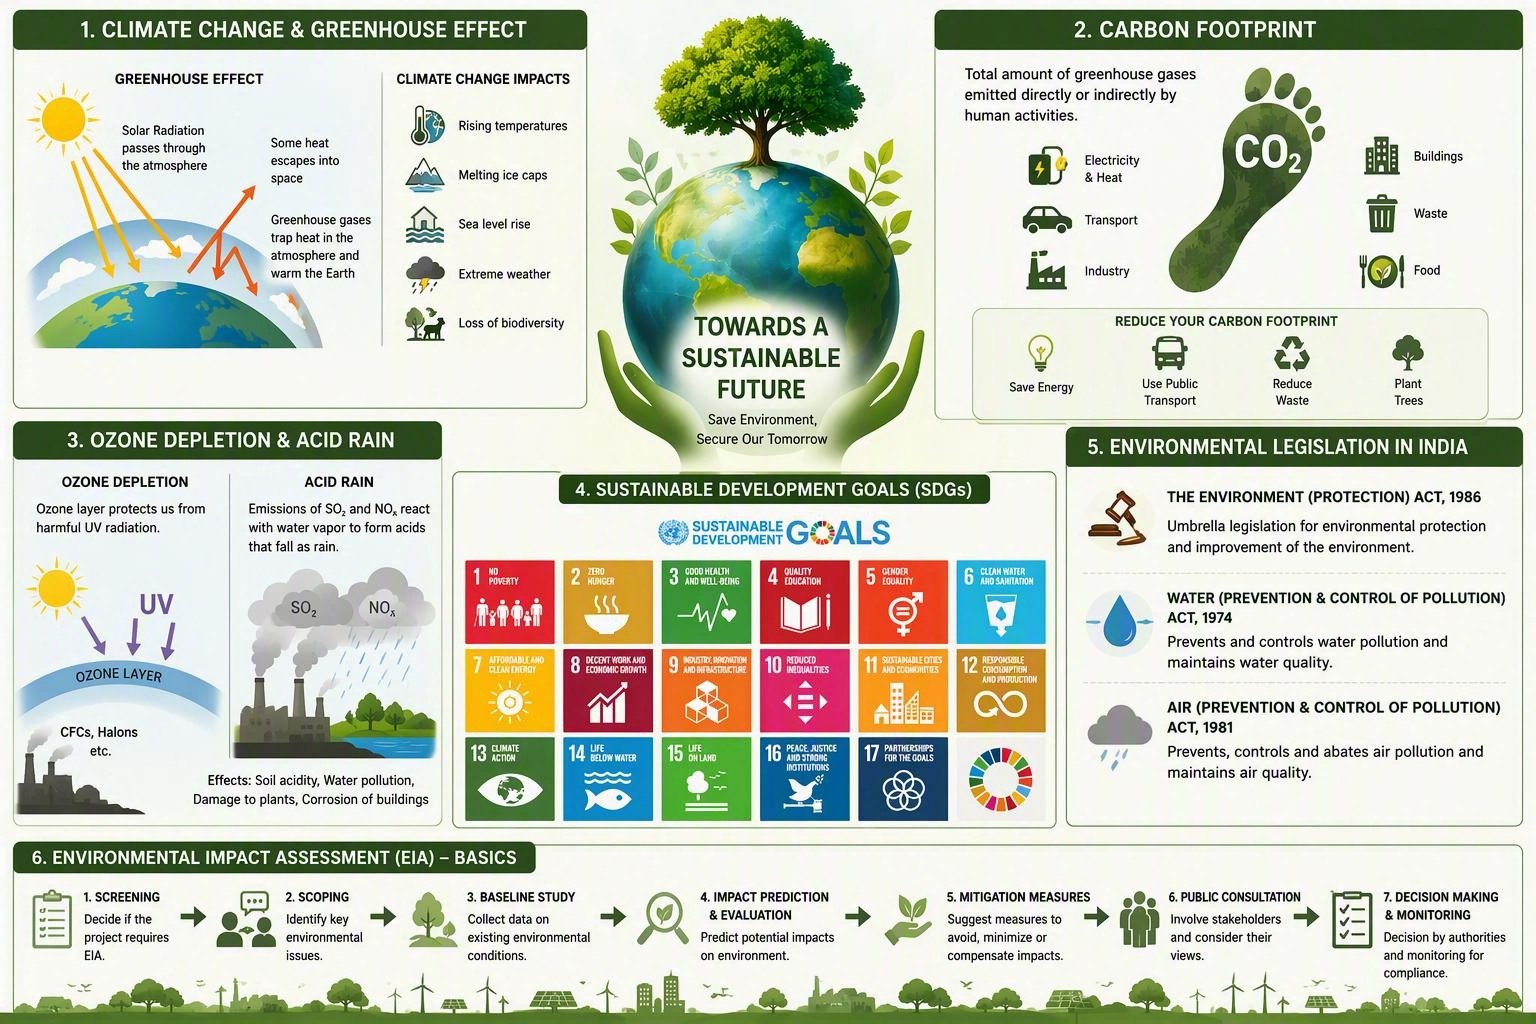 1. CLIMATE CHANGE & GREENHOUSE EFFECT
GREENHOUSE EFFECT
Solar Radiation
passes through
the atmosphere
Some heat
escapes into
space
Greenhouse gases
trap heat in the
atmosphere and
warm the Earth
CLIMATE CHANGE IMPACTS
Rising temperatures
Melting ice caps
Sea level rise
Extreme weather
Loss of biodiversity
TOWARDS A
SUSTAINABLE
FUTURE
Save Environment,
Secure Our Tomorrow
2. CARBON FOOTPRINT
Total amount of greenhouse gases
emitted directly or indirectly by
human activities.
Electricity
& Heat
Transport
Industry
CO₂
Buildings
Waste
Food
REDUCE YOUR CARBON FOOTPRINT
Save Energy
Use Public
Transport
Reduce
Waste
Plant
Trees
3. OZONE DEPLETION & ACID RAIN
OZONE DEPLETION
Ozone layer protects us from
harmful UV radiation.
UV
OZONE LAYER
CFCs, Halons
etc.
ACID RAIN
Emissions of SO₂ and NOₓ react
with water vapor to form acids
that fall as rain.
SO₂
NOₓ
Effects: Soil acidity, Water pollution,
Damage to plants, Corrosion of buildings
4. SUSTAINABLE DEVELOPMENT GOALS (SDGs)
SUSTAINABLE
DEVELOPMENT
GOALS
1 NO
POVERTY
2 ZERO
HUNGER
3 GOOD HEALTH
AND WELL-BEING
4 QUALITY
EDUCATION
5 GENDER
EQUALITY
6 CLEAN WATER
AND SANITATION
7 AFFORDABLE AND
CLEAN ENERGY
8 DECENT WORK AND
ECONOMIC GROWTH
9 INDUSTRY, INNOVATION
AND INFRASTRUCTURE
10 REDUCED
INEQUALITIES
11 SUSTAINABLE CITIES
AND COMMUNITIES
12 RESPONSIBLE
CONSUMPTION
AND PRODUCTION
13 CLIMATE
ACTION
14 LIFE
BELOW WATER
15 LIFE
ON LAND
16 PEACE, JUSTICE
AND STRONG
INSTITUTIONS
17 PARTNERSHIPS
FOR THE GOALS
5. ENVIRONMENTAL LEGISLATION IN INDIA
THE ENVIRONMENT (PROTECTION) ACT, 1986
Umbrella legislation for environmental protection
and improvement of the environment.
WATER (PREVENTION & CONTROL OF POLLUTION)
ACT, 1974
Prevents and controls water pollution and
maintains water quality.
AIR (PREVENTION & CONTROL OF POLLUTION)
ACT, 1981
Prevents, controls and abates air pollution and
maintains air quality.
6. ENVIRONMENTAL IMPACT ASSESSMENT (EIA) – BASICS
1. SCREENING
Decide if the
project requires
EIA.
2. SCOPING
Identify key
environmental
issues.
3. BASELINE STUDY
Collect data on
existing environmental
conditions.
4. IMPACT PREDICTION
& EVALUATION
Predict potential impacts
on environment.
5. MITIGATION MEASURES
Suggest measures to
avoid, minimize or
compensate impacts.
6. PUBLIC CONSULTATION
Involve stakeholders
and consider their
views.
7. DECISION MAKING
& MONITORING
Decision by authorities
and monitoring for
compliance.